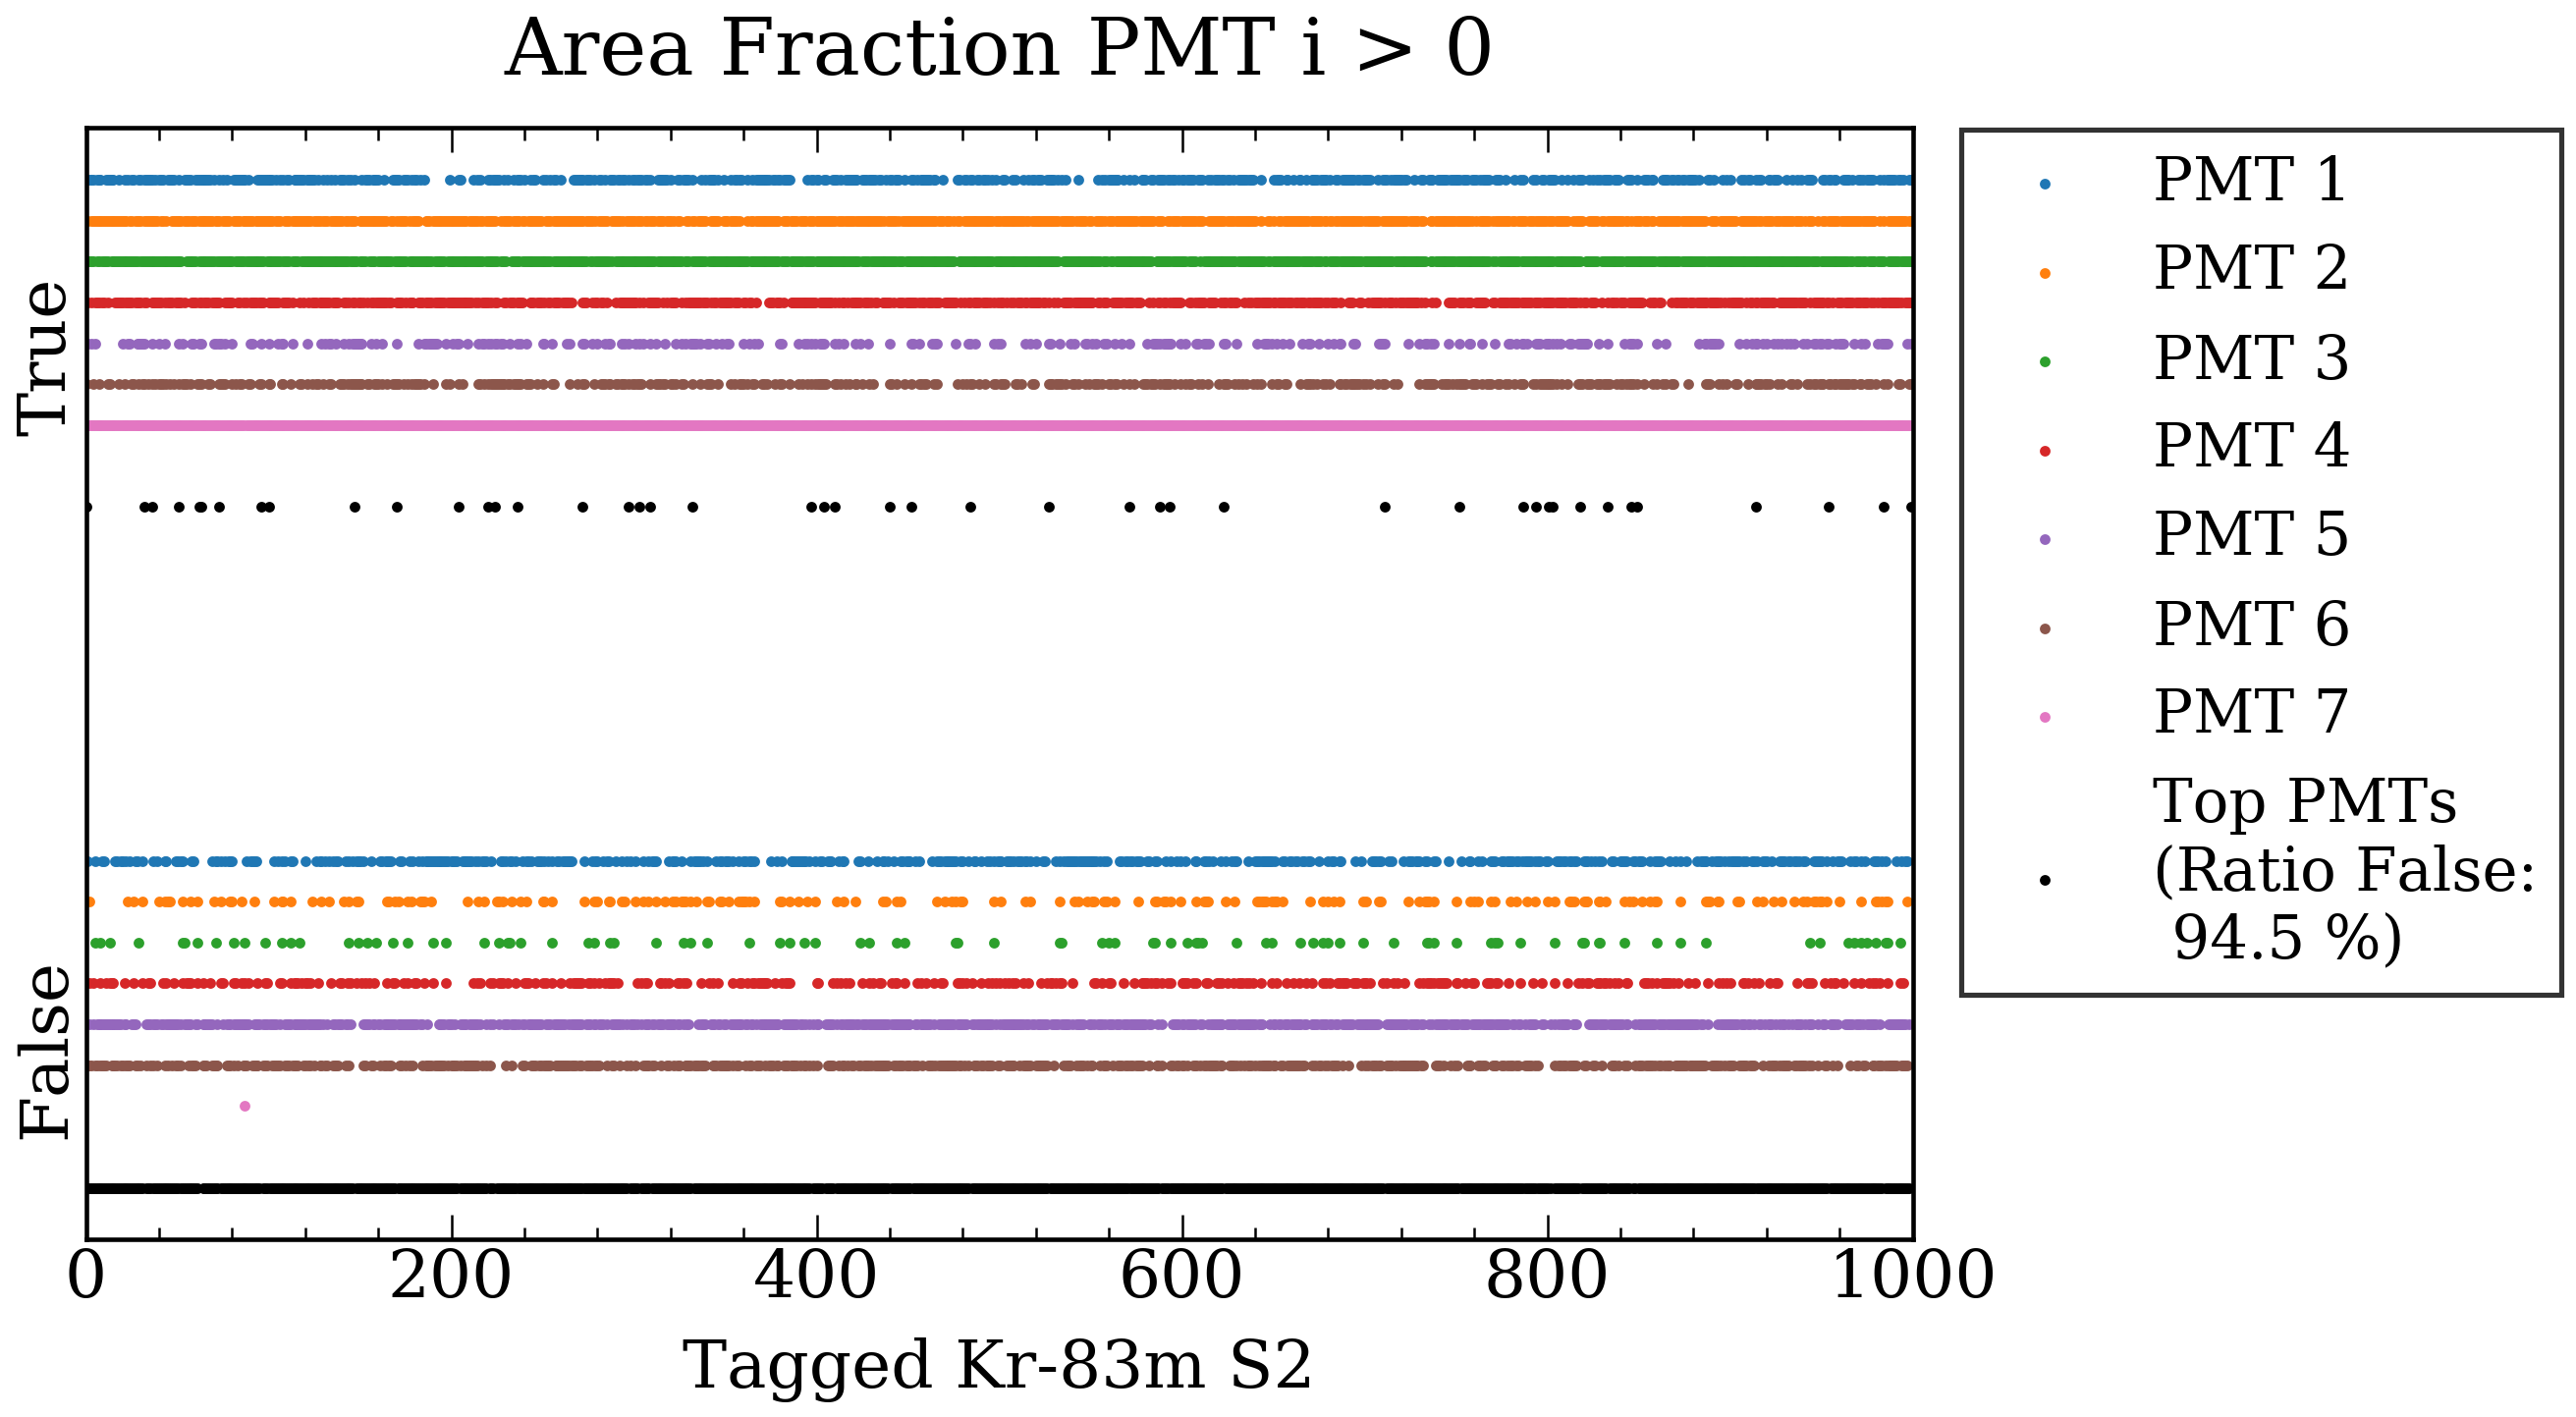 Area Fraction PMT i > 0
True
False
0
200
400
600
800
1000
Tagged Kr-83m S2
PMT 1
PMT 2
PMT 3
PMT 4
PMT 5
PMT 6
PMT 7
Top PMTs
(Ratio False:
94.5 %)